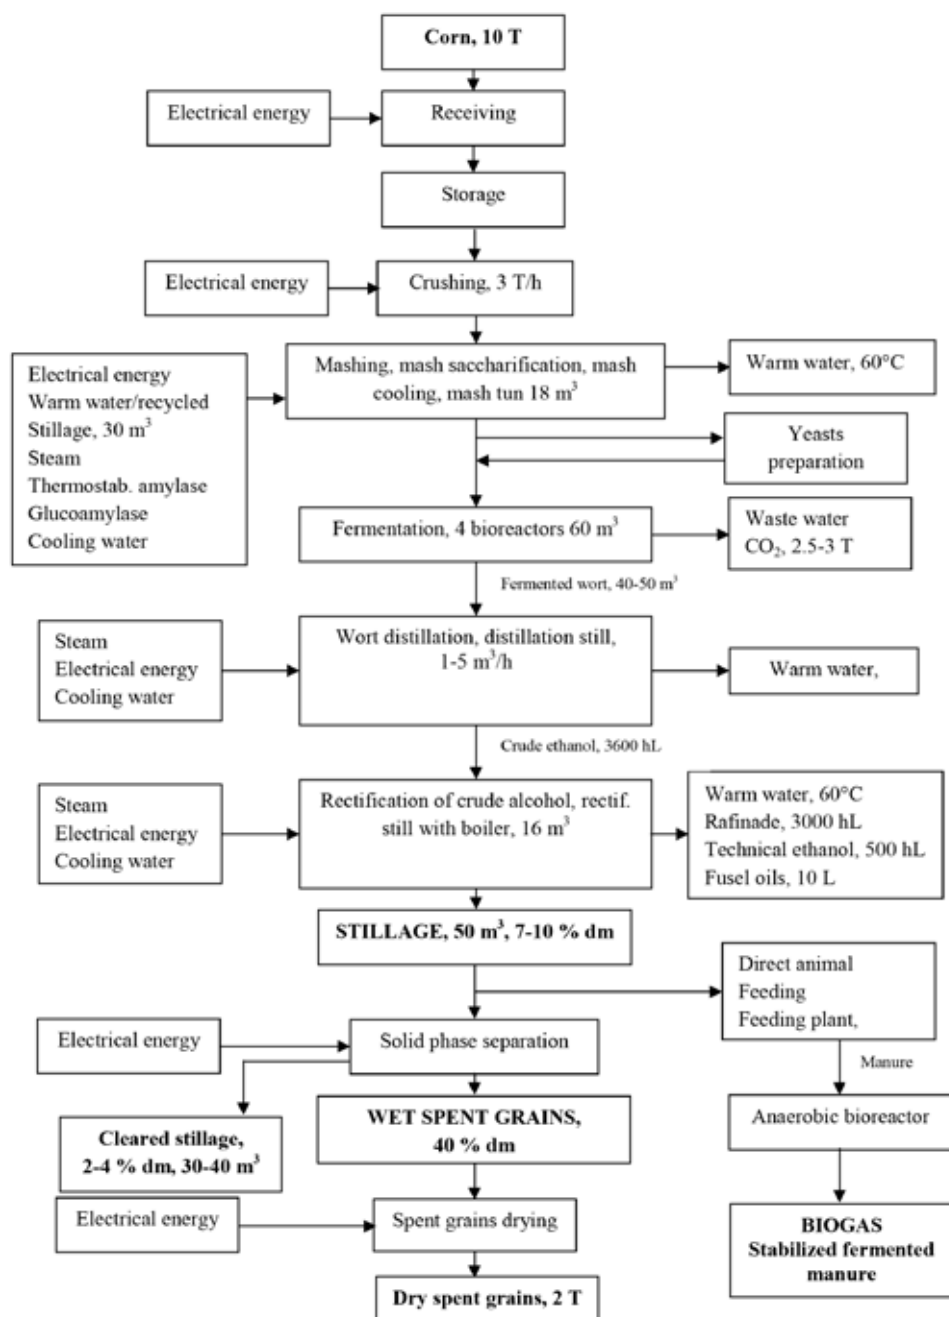 Corn, 10 T
Electrical energy
Receiving
Storage
Electrical energy
Crushing, 3 T/h
Electrical energy
Warm water/recycled
Stillage, 30 m³
Steam
Thermostab. amylase
Glucoamylase
Cooling water
Mashing, mash saccharification, mash
cooling, mash tun 18 m³
Warm water, 60°C
Yeasts
preparation
Fermentation, 4 bioreactors 60 m³
Waste water
CO₂, 2.5-3 T
Fermented wort, 40-50 m³
Steam
Electrical energy
Cooling water
Wort distillation, distillation still,
1-5 m³/h
Warm water,
Crude ethanol, 3600 hL
Steam
Electrical energy
Cooling water
Rectification of crude alcohol, rectif.
still with boiler, 16 m³
Warm water, 60°C
Rafinade, 3000 hL
Technical ethanol, 500 hL
Fusel oils, 10 L
STILLAGE, 50 m³, 7-10 % dm
Direct animal
Feeding
Feeding plant,
Electrical energy
Solid phase separation
Manure
Cleared stillage,
2-4 % dm, 30-40 m³
WET SPENT GRAINS,
40 % dm
Anaerobic bioreactor
Electrical energy
Spent grains drying
BIOGAS
Stabilized fermented
manure
Dry spent grains, 2 T